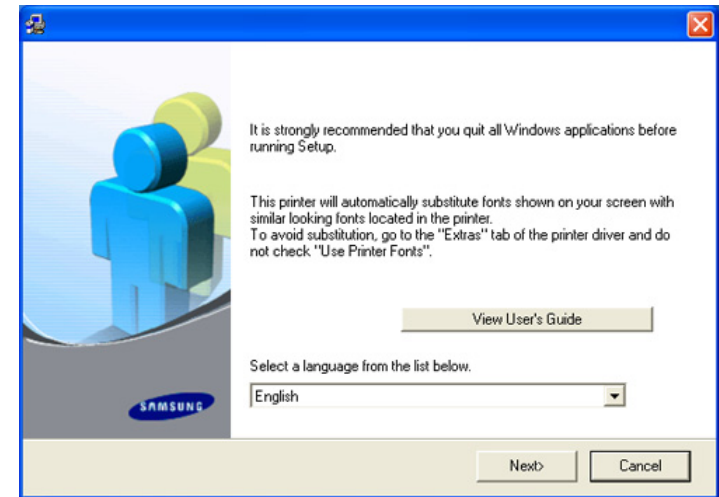 It is strongly recommended that you quit all Windows applications before
running Setup.
This printer will automatically substitute fonts shown on your screen with
similar looking fonts located in the printer.
To avoid substitution, go to the "Extras" tab of the printer driver and do
not check "Use Printer Fonts".
View User's Guide
Select a language from the list below.
English
SAMSUNG
Next>
Cancel